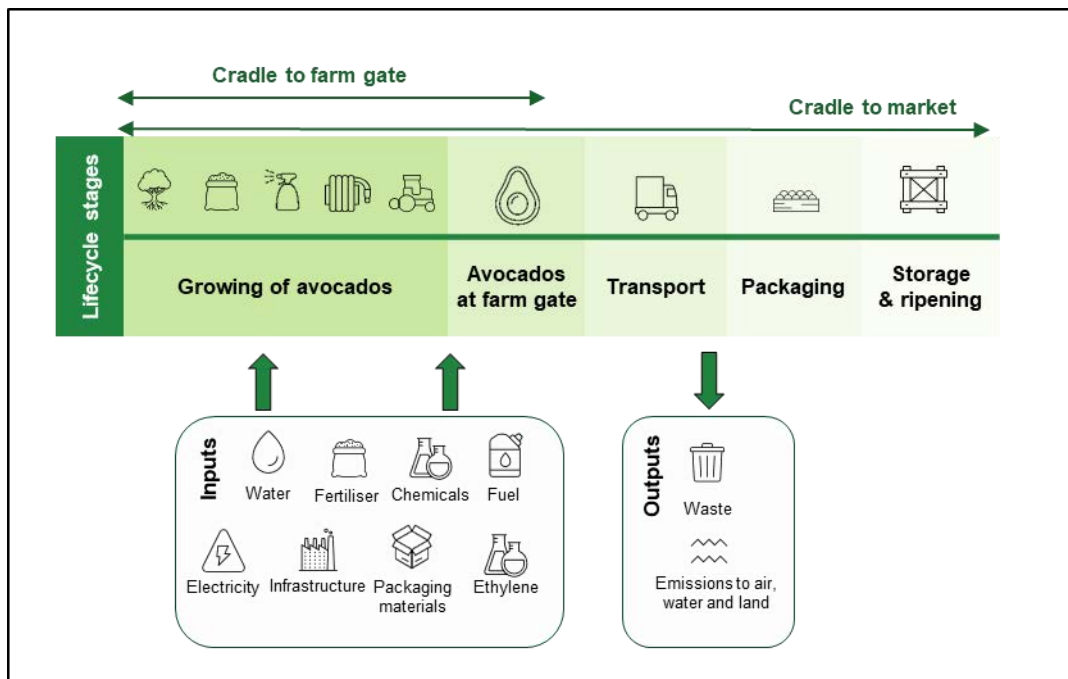 Cradle to farm gate
Cradle to market
Lifecycle stages
Growing of avocados
Avocados
at farm gate
Transport
Packaging
Storage
& ripening
Inputs
Water
Fertiliser
Chemicals
Fuel
Electricity
Infrastructure
Packaging
materials
Ethylene
Outputs
Waste
Emissions to air,
water and land